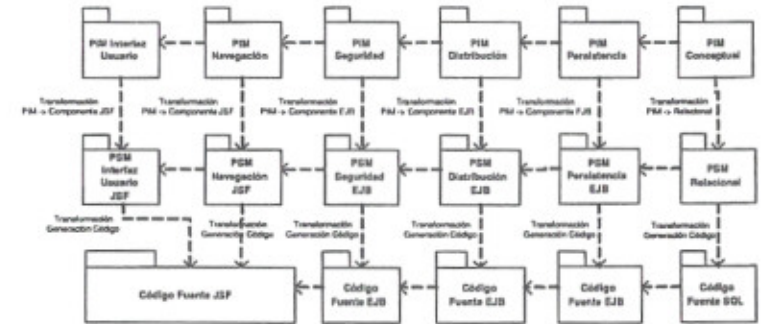 PIM Interfaz
Usuario
PIM
Navegación
PIM
Seguridad
PIM
Distribución
PIM
Persistencia
PIM
Conceptual
Transformación
PIM -> Componente JSF
Transformación
PIM -> Componente JSF
Transformación
PIM -> Componente EJB
Transformación
PIM -> Componente EJB
Transformación
PIM -> Componente EJB
Transformación
PIM -> Relacional
PSM
Interfaz
Usuario
JSF
PSM
Navegación
JSF
PSM
Seguridad
EJB
PSM
Distribución
EJB
PSM
Persistencia
EJB
PSM
Relacional
Transformación
Generación Código
Transformación
Generación Código
Transformación
Generación Código
Transformación
Generación Código
Transformación
Generación Código
Transformación
Generación Código
Código Fuente JSF
Código
Fuente EJB
Código
Fuente EJB
Código
Fuente EJB
Código
Fuente SQL